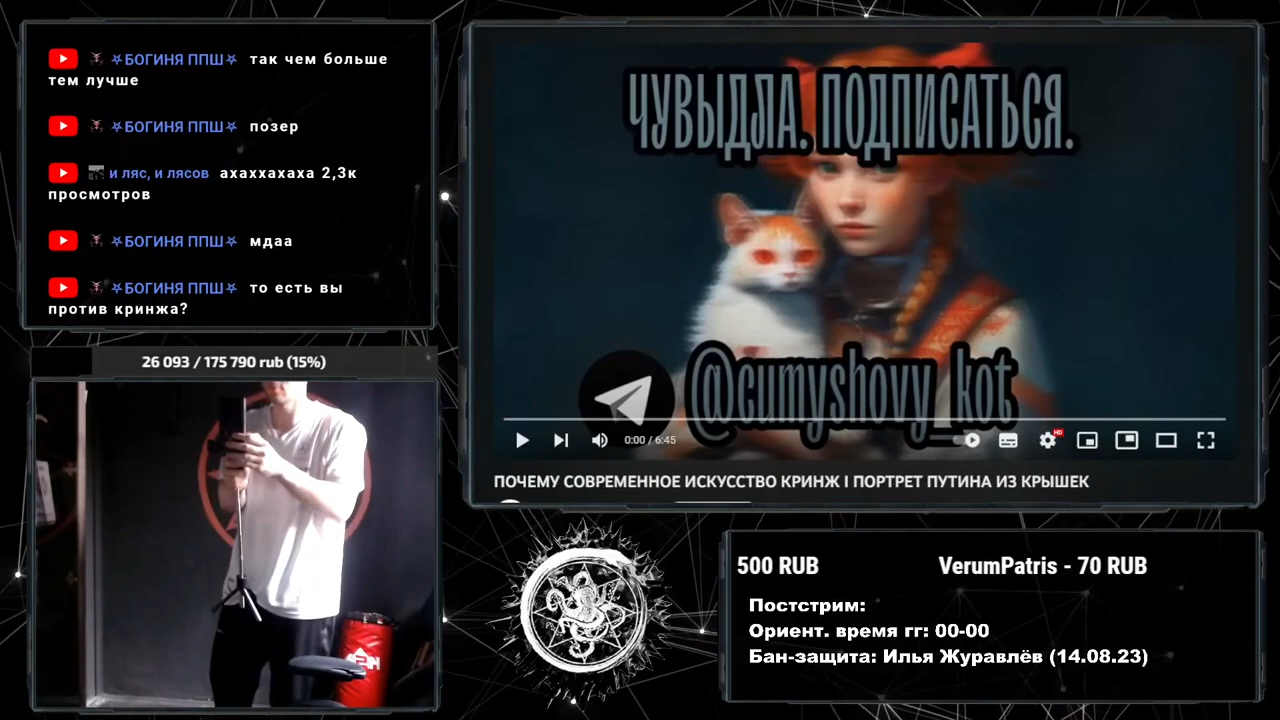 ✶БОГИНЯ ППШ✶ так чем больше
тем лучше
✶БОГИНЯ ППШ✶ позер
и ляс, и лясов ахаххахаха 2,3к
просмотров
✶БОГИНЯ ППШ✶ мдаа
✶БОГИНЯ ППШ✶ то есть вы
против кринжа?
26 093 / 175 790 rub (15%)
ЧУВЫДЛА. ПОДПИСАТЬСЯ.
@cumyshovy_kot
0:00 / 6:45
HD
ПОЧЕМУ СОВРЕМЕННОЕ ИСКУССТВО КРИНЖ I ПОРТРЕТ ПУТИНА ИЗ КРЫШЕК
500 RUB VerumPatris - 70 RUB
Постстрим:
Ориент. время гг: 00-00
Бан-защита: Илья Журавлёв (14.08.23)